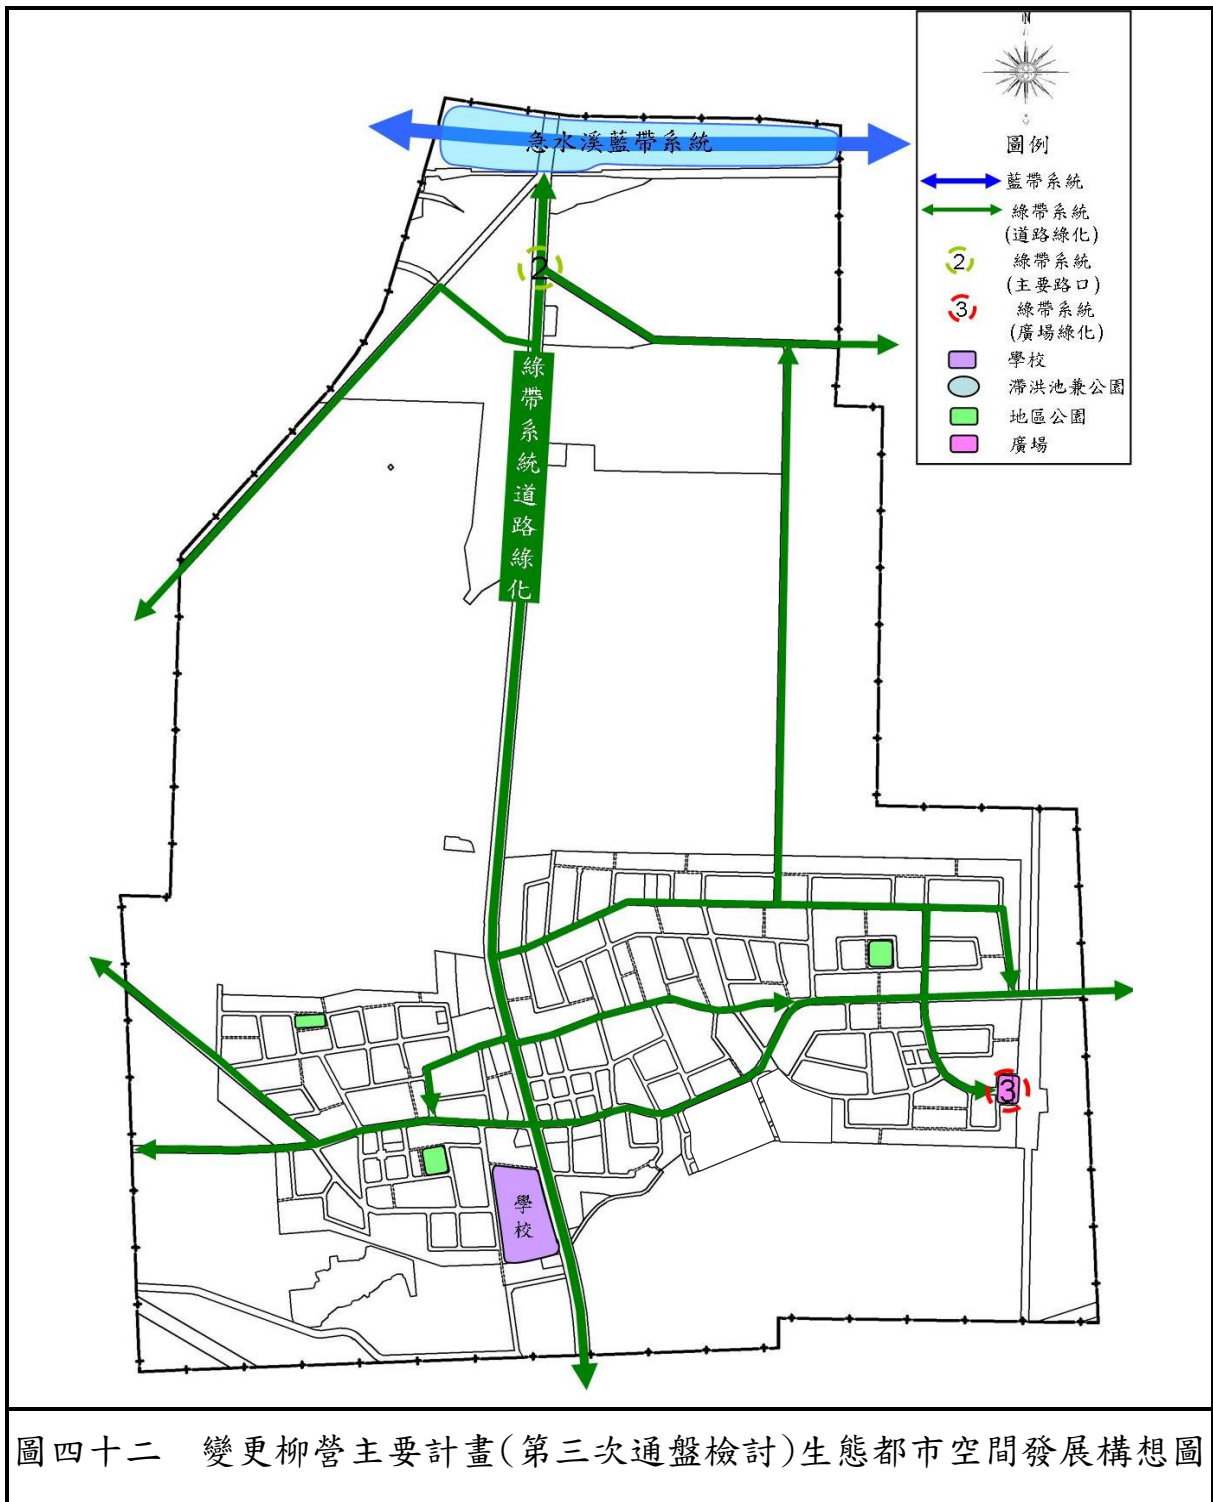 N
圖例
藍帶系統
綠帶系統
(道路綠化)
2 綠帶系統
(主要路口)
3 綠帶系統
(廣場綠化)
學校
滯洪池兼公園
地區公園
廣場
急水溪藍帶系統
2
綠帶系統道路綠化
3
學校
圖四十二 變更柳營主要計畫(第三次通盤檢討)生態都市空間發展構想圖